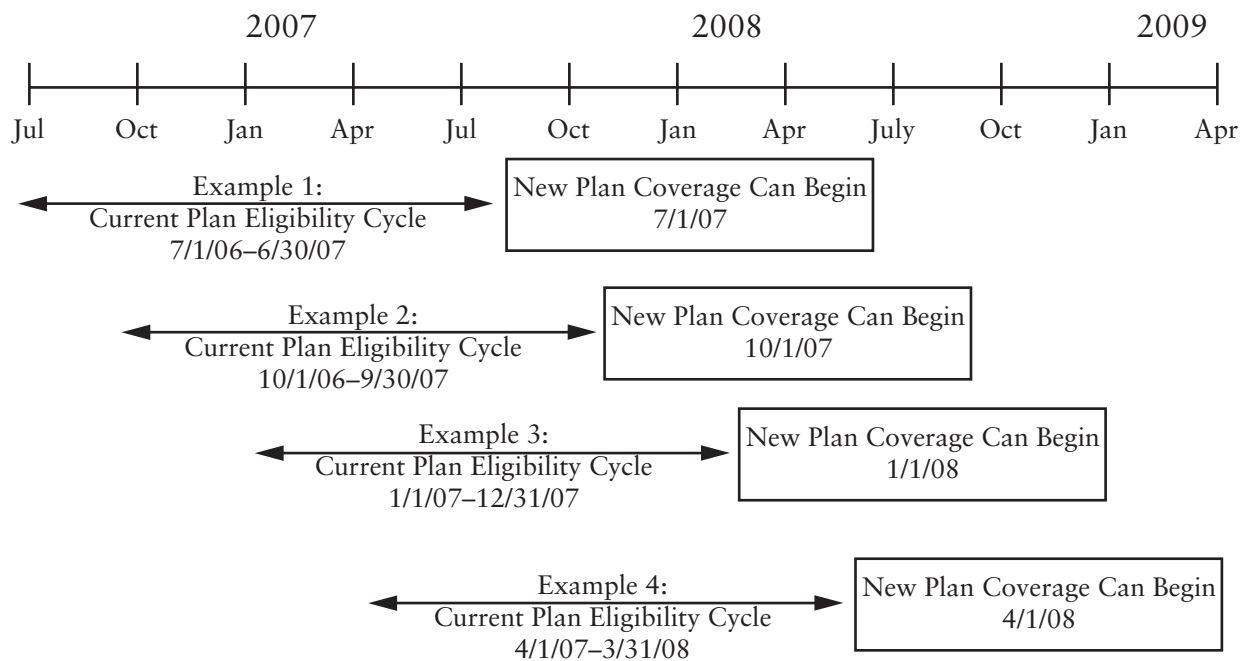 2007 2008 2009
Jul Oct Jan Apr Jul Oct Jan Apr July Oct Jan Apr
Example 1:
Current Plan Eligibility Cycle
7/1/06–6/30/07
New Plan Coverage Can Begin
7/1/07
Example 2:
Current Plan Eligibility Cycle
10/1/06–9/30/07
New Plan Coverage Can Begin
10/1/07
Example 3:
Current Plan Eligibility Cycle
1/1/07–12/31/07
New Plan Coverage Can Begin
1/1/08
Example 4:
Current Plan Eligibility Cycle
4/1/07–3/31/08
New Plan Coverage Can Begin
4/1/08